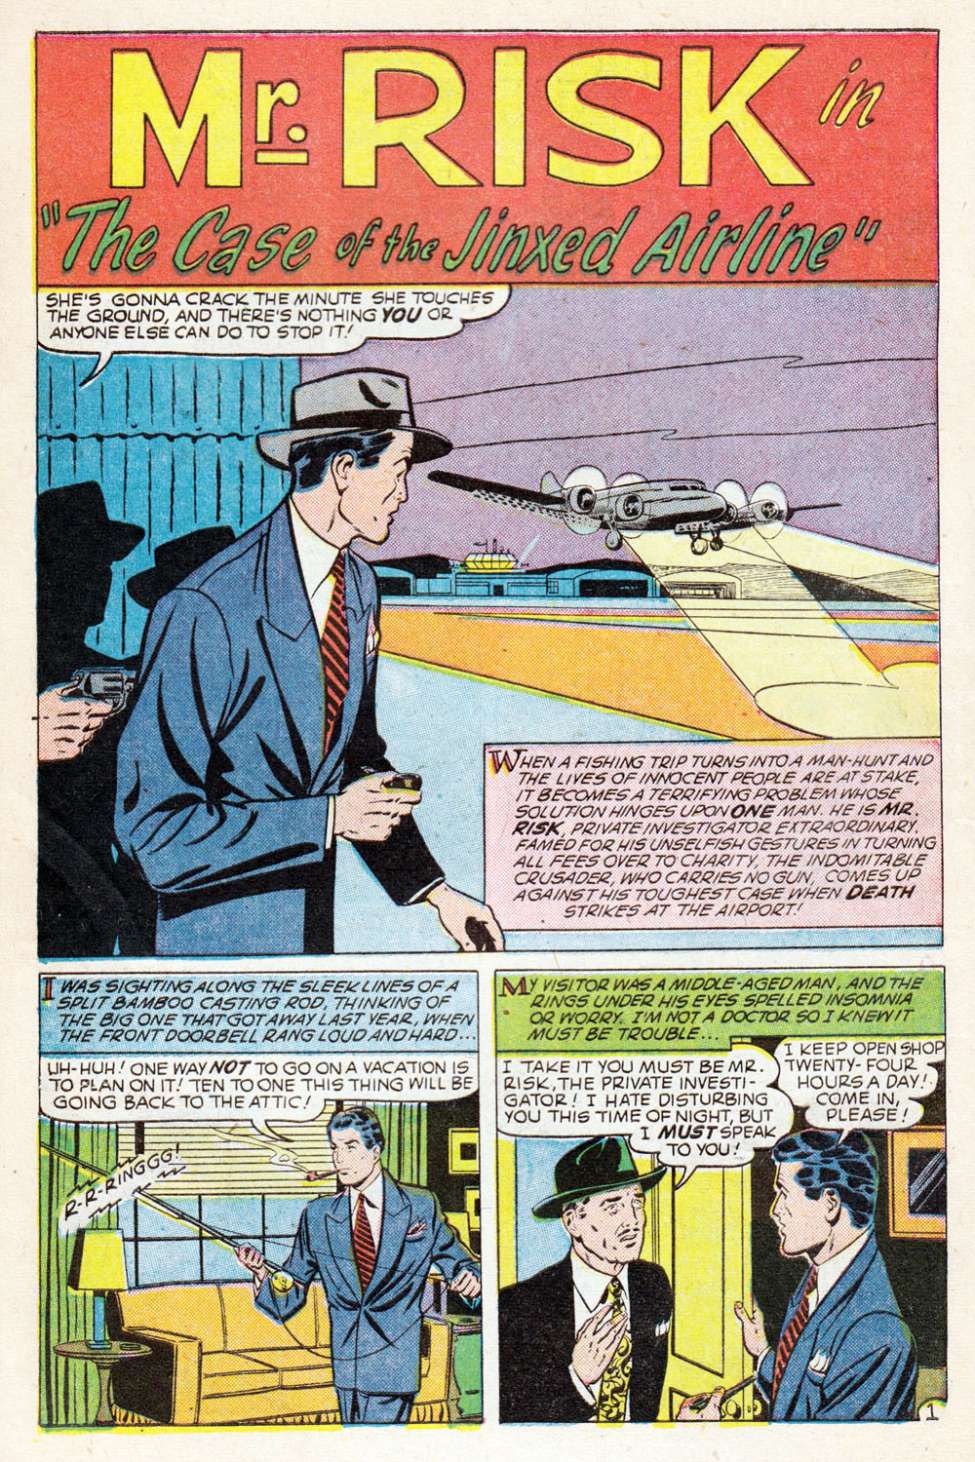 Mr. RISK in
"The Case of the Jinxed Airline"
SHE'S GONNA CRACK THE MINUTE SHE TOUCHES
THE GROUND, AND THERE'S NOTHING YOU OR
ANYONE ELSE CAN DO TO STOP IT!
WHEN A FISHING TRIP TURNS INTO A MAN-HUNT AND
THE LIVES OF INNOCENT PEOPLE ARE AT STAKE,
IT BECOMES A TERRIFYING PROBLEM WHOSE
SOLUTION HINGES UPON ONE MAN. HE IS MR.
RISK, PRIVATE INVESTIGATOR EXTRAORDINARY.
FAMED FOR HIS UNSELFISH GESTURES IN TURNING
ALL FEES OVER TO CHARITY, THE INDOMITABLE
CRUSADER, WHO CARRIES NO GUN, COMES UP
AGAINST HIS TOUGHEST CASE WHEN DEATH
STRIKES AT THE AIRPORT!
I WAS SIGHTING ALONG THE SLEEK LINES OF A
SPLIT BAMBOO CASTING ROD, THINKING OF
THE BIG ONE THAT GOT AWAY LAST YEAR, WHEN
THE FRONT DOORBELL RANG LOUD AND HARD...
UH-HUH! ONE WAY NOT TO GO ON A VACATION IS
TO PLAN ON IT! TEN TO ONE THIS THING WILL BE
GOING BACK TO THE ATTIC!
R-R-RINGGG!
MY VISITOR WAS A MIDDLE-AGED MAN, AND THE
RINGS UNDER HIS EYES SPELLED INSOMNIA
OR WORRY. I'M NOT A DOCTOR SO I KNEW IT
MUST BE TROUBLE...
I TAKE IT YOU MUST BE MR.
RISK, THE PRIVATE INVESTI-
GATOR! I HATE DISTURBING
YOU THIS TIME OF NIGHT, BUT
I MUST SPEAK
TO YOU!
I KEEP OPEN SHOP
TWENTY-FOUR
HOURS A DAY!
COME IN,
PLEASE!
1